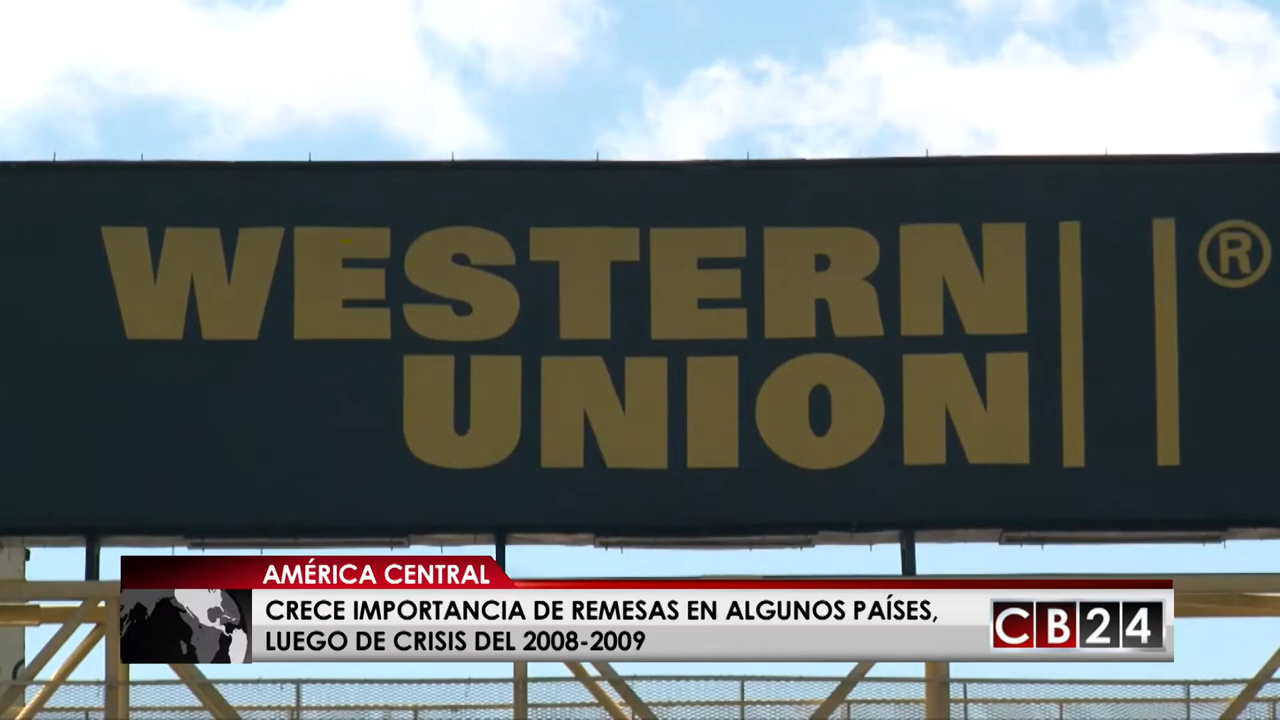 WESTERN
UNION
®
AMÉRICA CENTRAL
CRECE IMPORTANCIA DE REMESAS EN ALGUNOS PAÍSES,
LUEGO DE CRISIS DEL 2008-2009
CB24